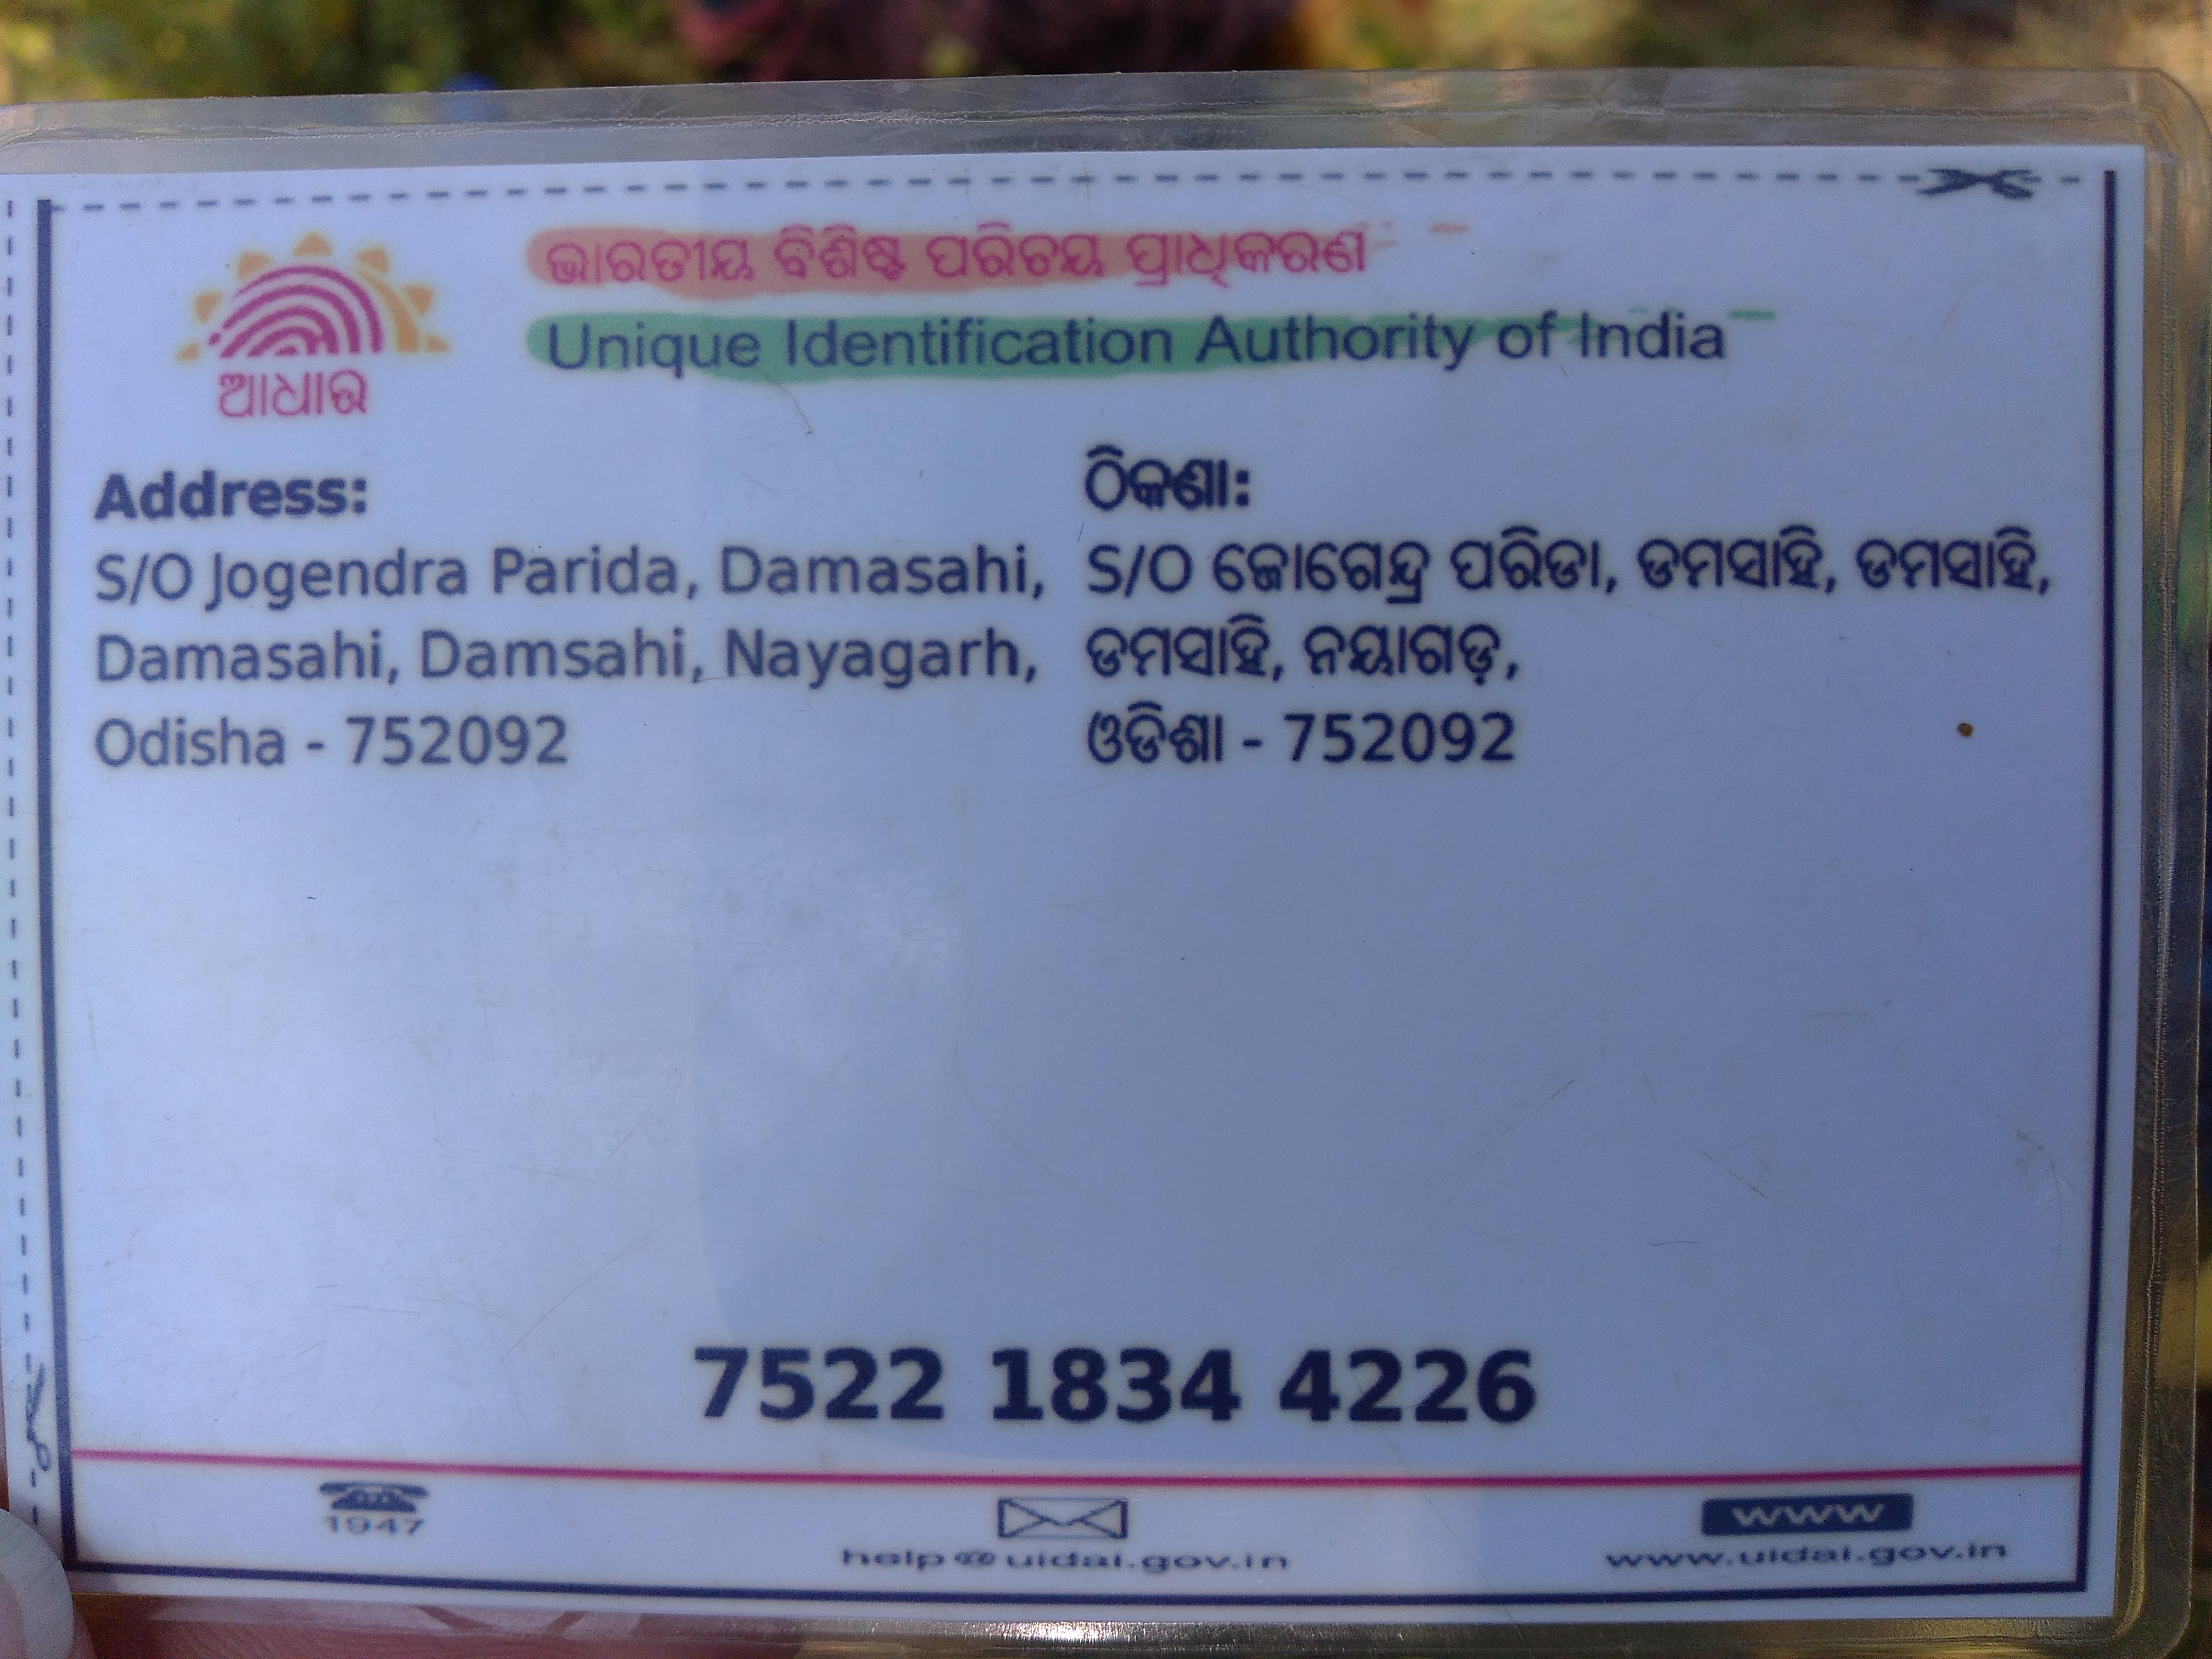 ଭାରତୀୟ ବିଶିଷ୍ଟ ପରିଚୟ ପ୍ରାଧିକରଣ
Unique Identification Authority of India
ଆଧାର
Address:
S/O Jogendra Parida, Damasahi,
Damasahi, Damsahi, Nayagarh,
Odisha - 752092
ଠିକଣା:
S/O ଜୋଗେନ୍ଦ୍ର ପରିଡା, ଡମସାହି, ଡମସାହି,
ଡମସାହି, ନୟାଗଡ଼,
ଓଡିଶା - 752092
7522 1834 4226
1947
help@uidai.gov.in
www
www.uidai.gov.in